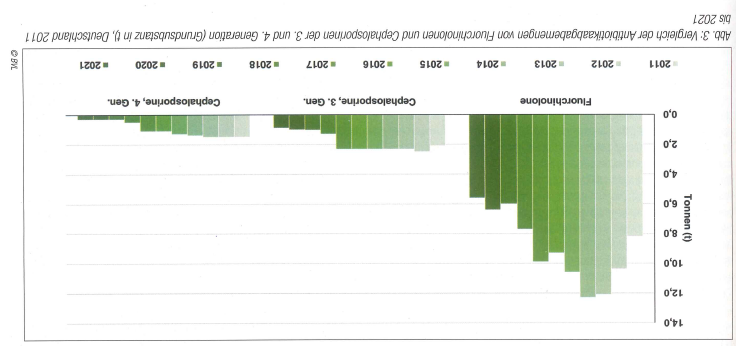 14,0
12,0
10,0
8,0
6,0
4,0
2,0
0,0
Tonnen (t)
Fluorchinolone
Cephalosporine, 3. Gen.
Cephalosporine, 4. Gen.
2011 2012 2013 2014 2015 2016 2017 2018 2019 2020 2021
© BVL
Abb. 3: Vergleich der Antibiotikaabgabemengen von Fluorchinolonen und Cephalosporinen der 3. und 4. Generation (Grundsubstanz in t), Deutschland 2011
bis 2021